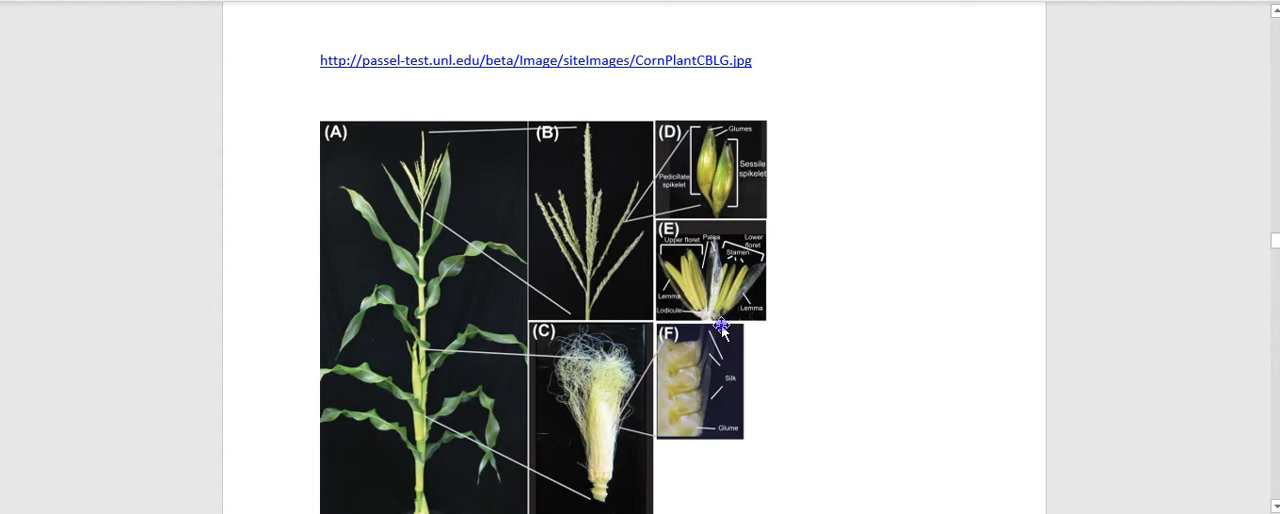 http://passel-test.unl.edu/beta/Image/siteImages/CornPlantCBLG.jpg
(A)
(B)
(D)
Glumes
Sessile
spikelet
Pedicillate
spikelet
(E)
Upper floret
Palea
Lower
floret
Stamen
Lemma
Lemma
Lodicule
(C)
(F)
Silk
Glume